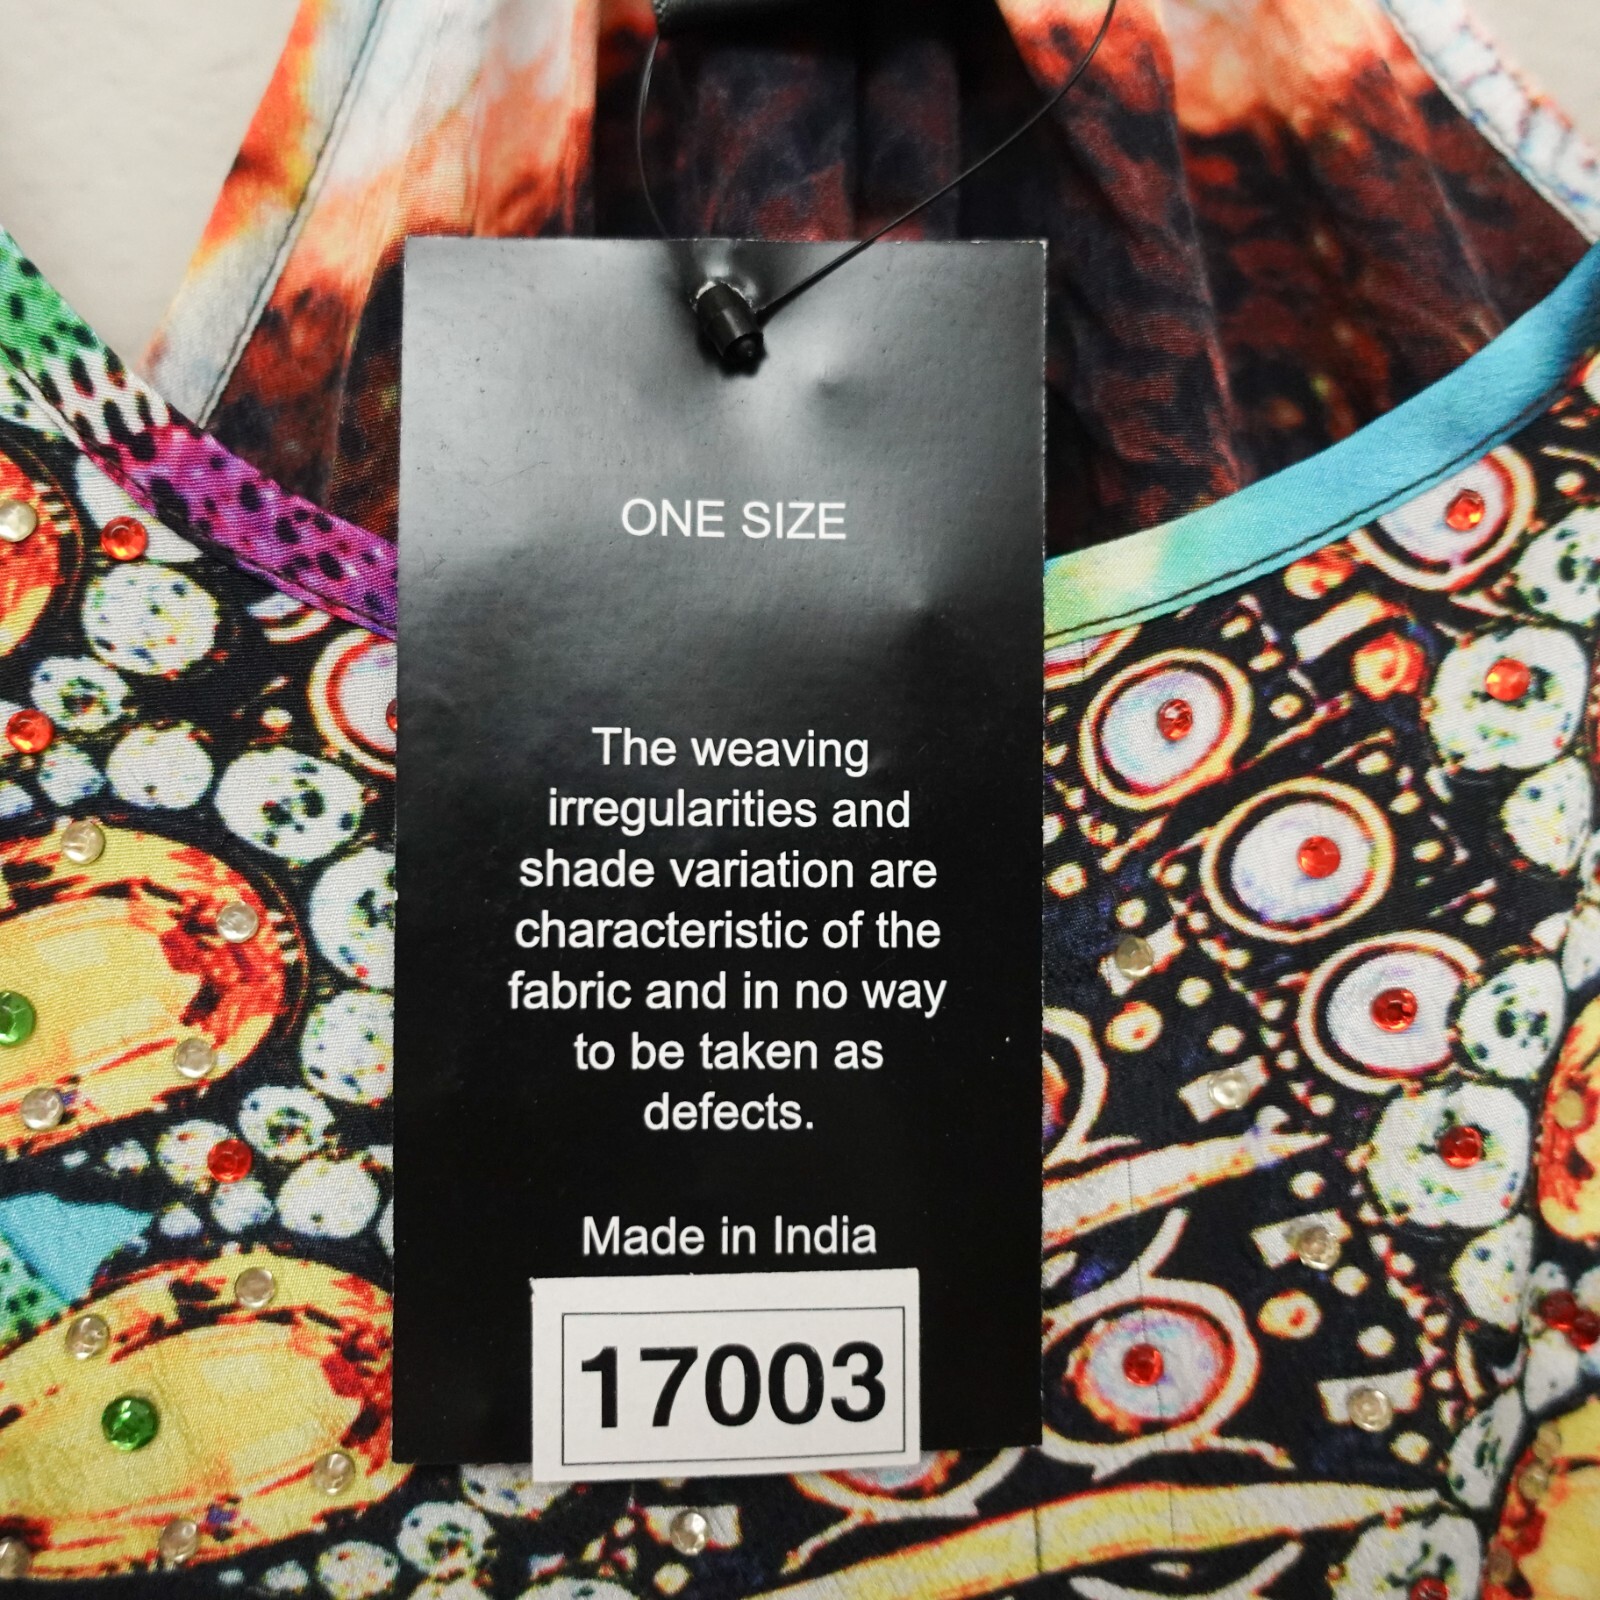 ONE SIZE
The weaving
irregularities and
shade variation are
characteristic of the
fabric and in no way
to be taken as
defects.
Made in India
17003